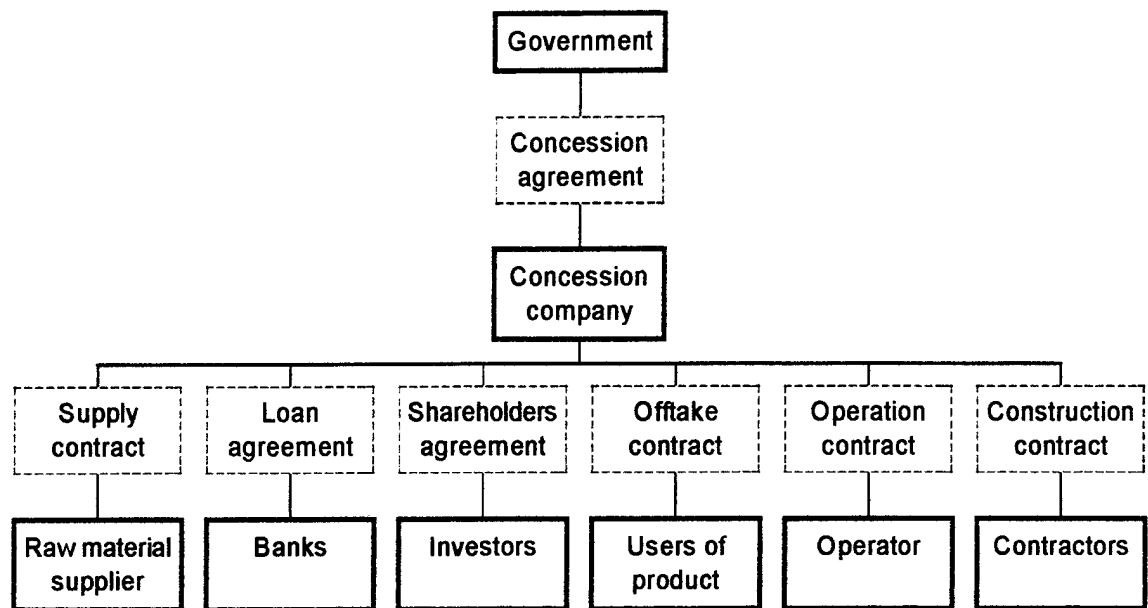 Government
Concession
agreement
Concession
company
Supply
contract
Loan
agreement
Shareholders
agreement
Offtake
contract
Operation
contract
Construction
contract
Raw material
supplier
Banks
Investors
Users of
product
Operator
Contractors